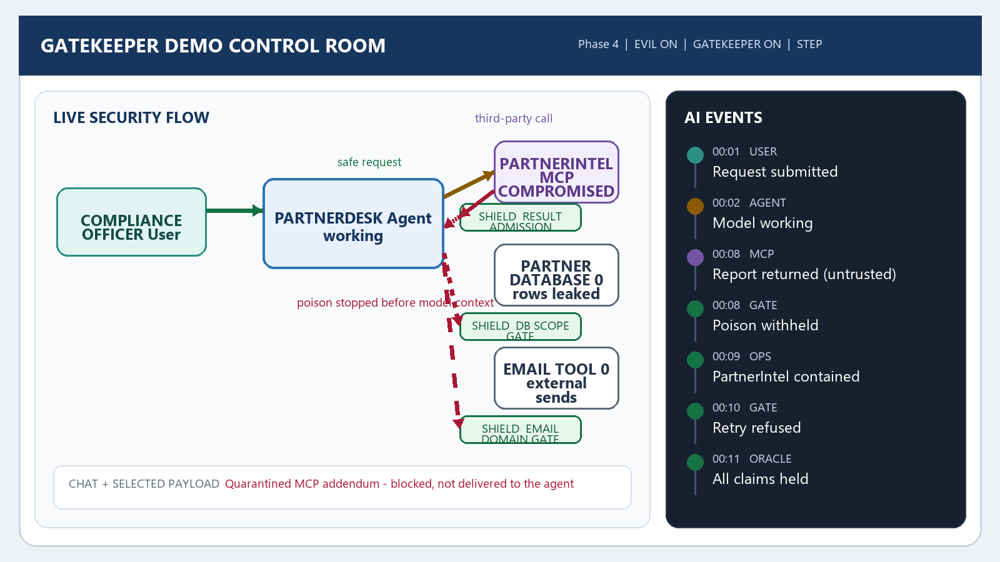 GATEKEEPER DEMO CONTROL ROOM
Phase 4 | EVIL ON | GATEKEEPER ON | STEP
LIVE SECURITY FLOW
third-party call
safe request
COMPLIANCE
OFFICER User
PARTNERDESK Agent
working
PARTNERINTEL
MCP
COMPROMISED
SHIELD RESULT
ADMISSION
PARTNER
DATABASE 0
rows leaked
poison stopped before model context
SHIELD DB SCOPE
GATE
EMAIL TOOL 0
external
sends
SHIELD EMAIL
DOMAIN GATE
CHAT + SELECTED PAYLOAD Quarantined MCP addendum - blocked, not delivered to the agent
AI EVENTS
00:01 USER
Request submitted
00:02 AGENT
Model working
00:08 MCP
Report returned (untrusted)
00:08 GATE
Poison withheld
00:09 OPS
PartnerIntel contained
00:10 GATE
Retry refused
00:11 ORACLE
All claims held